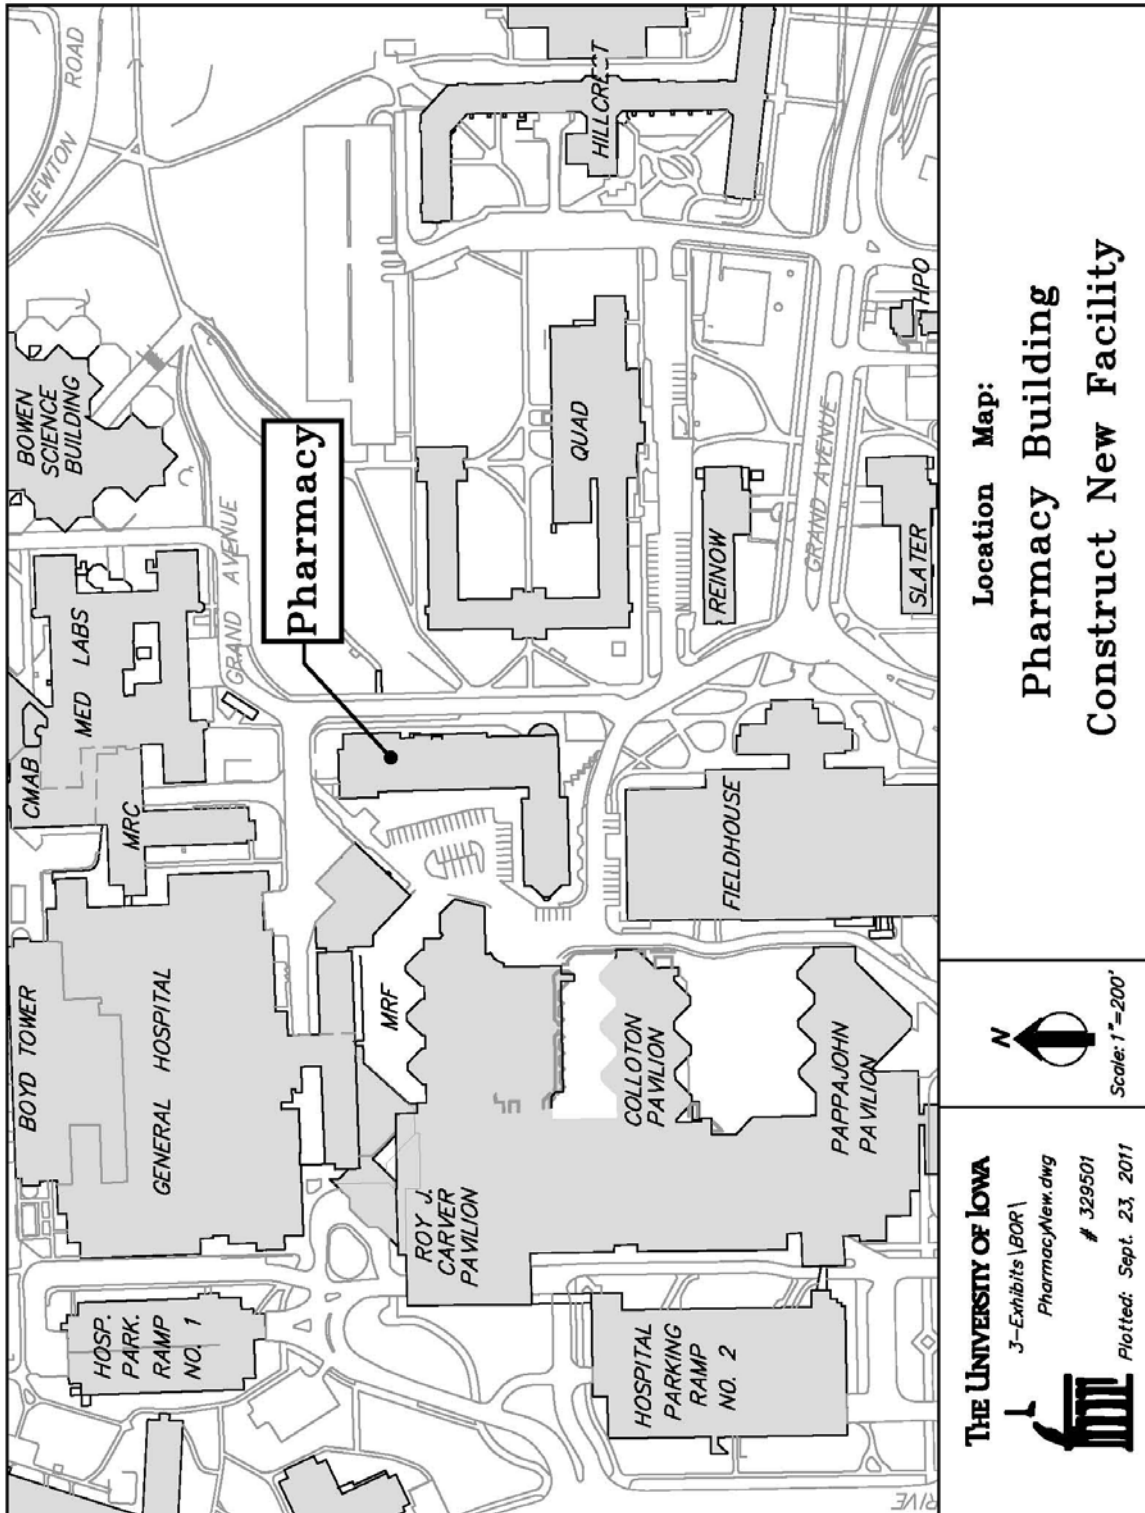 BOYD TOWER
CMAB
BOWEN
SCIENCE
BUILDING
NEWTON ROAD
MED LABS
HOSP.
PARK.
RAMP
NO. 1
GENERAL HOSPITAL
MRC
GRAND AVENUE
Pharmacy
MRF
ROY J.
CARVER
PAVILION
QUAD
HILLCREST
HOSPITAL
PARKING
RAMP
NO. 2
COLLOTON
PAVILION
FIELDHOUSE
REINOW
GRAND AVENUE
PAPPAJOHN
PAVILION
SLATER
HPO
RIVE
THE UNIVERSITY OF IOWA
3-Exhibits\BOR\
PharmacyNew.dwg
# 329501
Plotted: Sept. 23, 2011
N
Scale: 1"=200'
Location Map:
Pharmacy Building
Construct New Facility